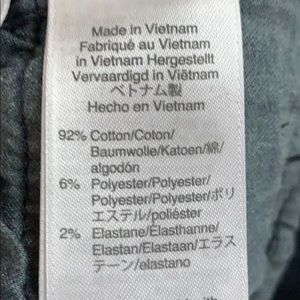 Made in Vietnam
Fabriqué au Vietnam
in Vietnam Hergestellt
Vervaardigd in Viëtnam
ベトナム製
Hecho en Vietnam
92% Cotton/Coton/
Baumwolle/Katoen/綿/
algodón
6% Polyester/Polyester/
Polyester/Polyester/ポリ
エステル/poliéster
2% Elastane/Élasthanne/
Elastan/Elastaan/エラス
テーン/elastano
with